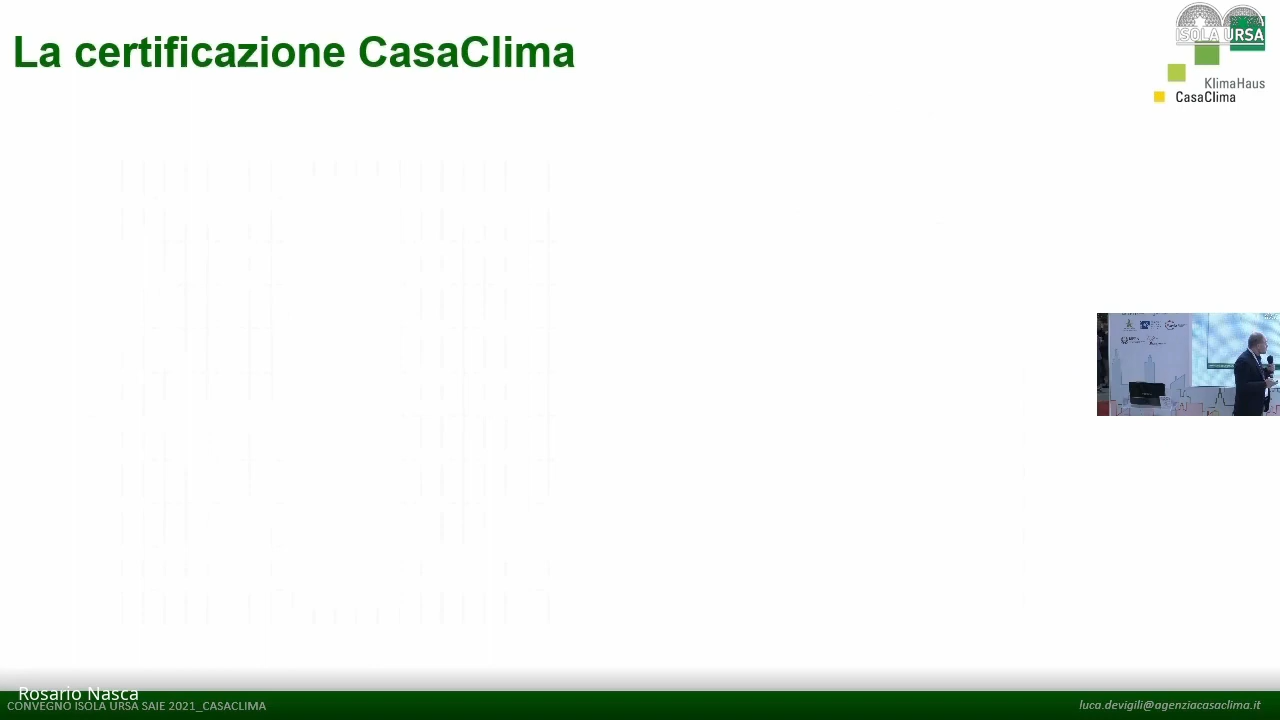 La certificazione CasaClima
ISOLA URSA
KlimaHaus
CasaClima
Rosario Nasca
CONVEGNO ISOLA URSA SAIE 2021_CASACLIMA
luca.devigili@agenziacasaclima.it